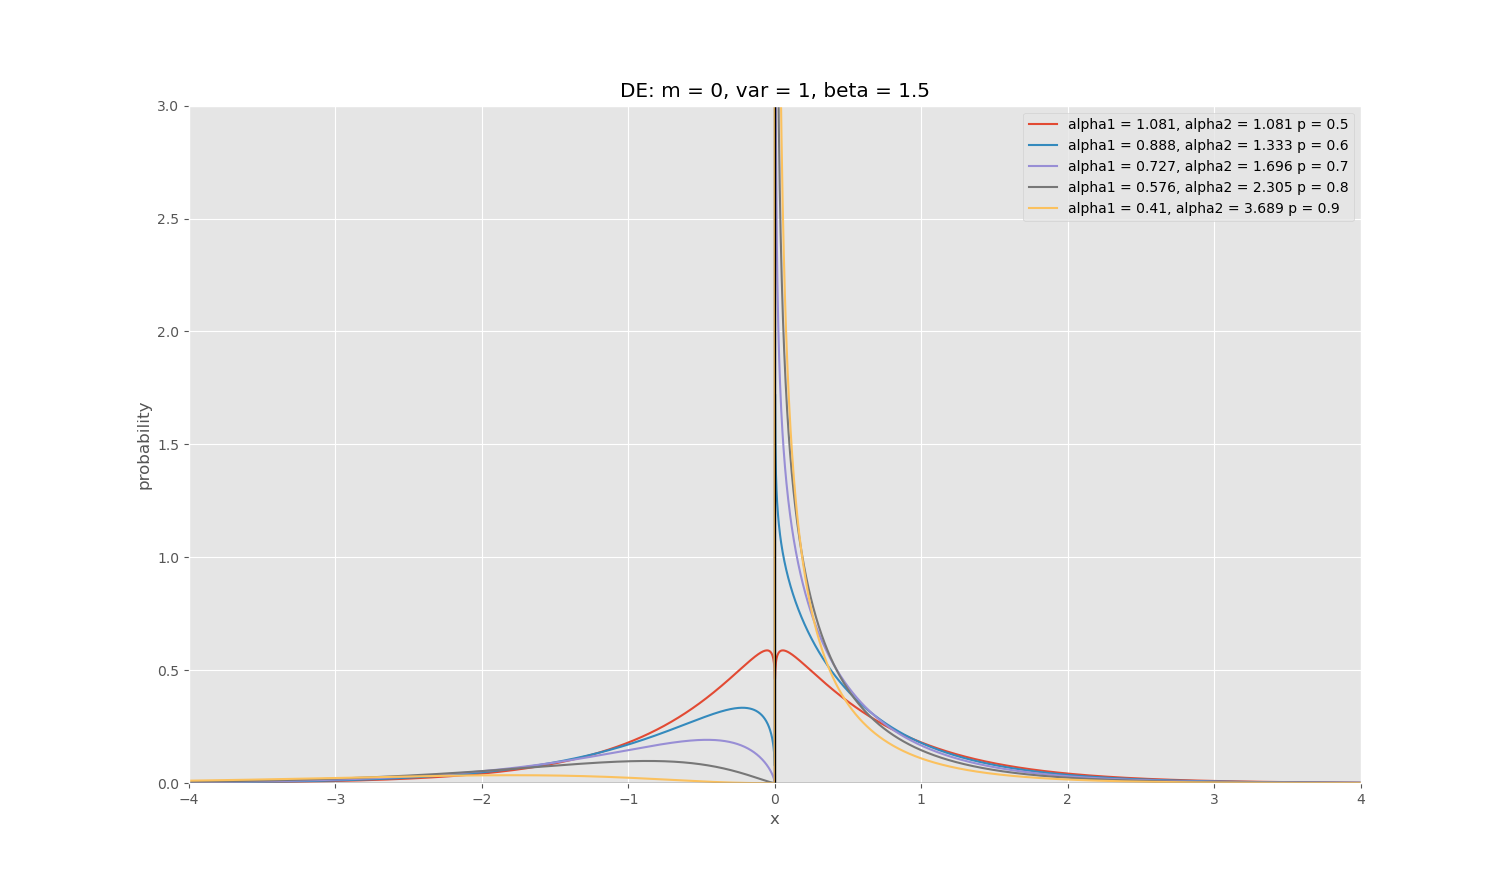 DE: m = 0, var = 1, beta = 1.5
3.0
2.5
2.0
1.5
1.0
0.5
0.0
probability
alpha1 = 1.081, alpha2 = 1.081 p = 0.5
alpha1 = 0.888, alpha2 = 1.333 p = 0.6
alpha1 = 0.727, alpha2 = 1.696 p = 0.7
alpha1 = 0.576, alpha2 = 2.305 p = 0.8
alpha1 = 0.41, alpha2 = 3.689 p = 0.9
−4 −3 −2 −1 0 1 2 3 4
x